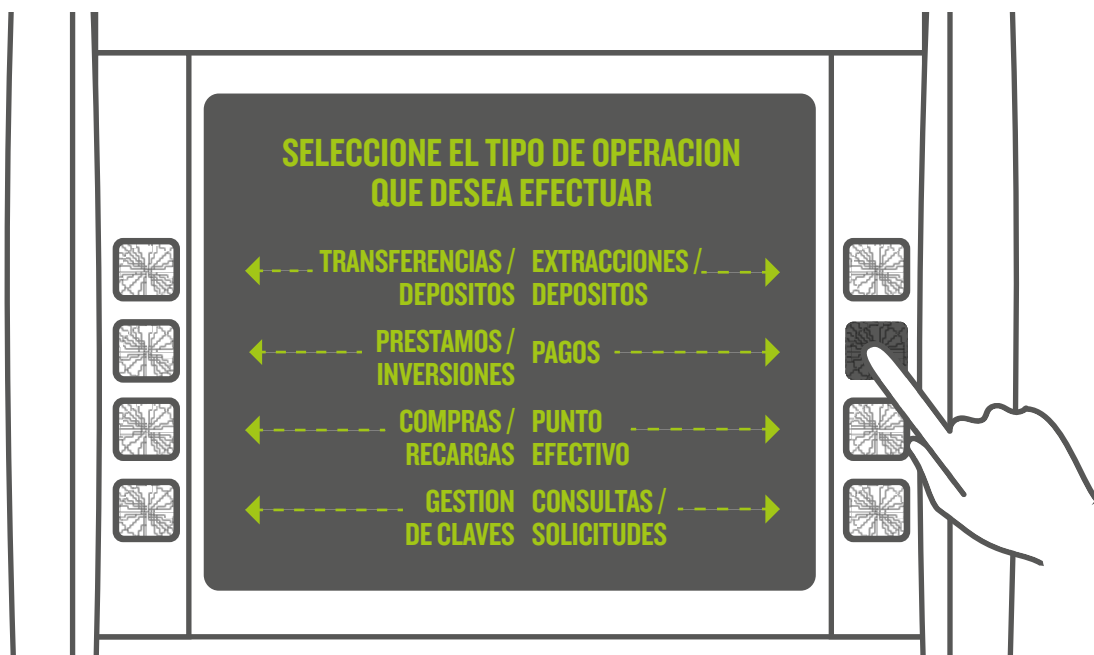 SELECCIONE EL TIPO DE OPERACION
QUE DESEA EFECTUAR
TRANSFERENCIAS /
DEPOSITOS
EXTRACCIONES /
DEPOSITOS
PRESTAMOS /
INVERSIONES
PAGOS
COMPRAS /
RECARGAS
PUNTO
EFECTIVO
GESTION
DE CLAVES
CONSULTAS /
SOLICITUDES